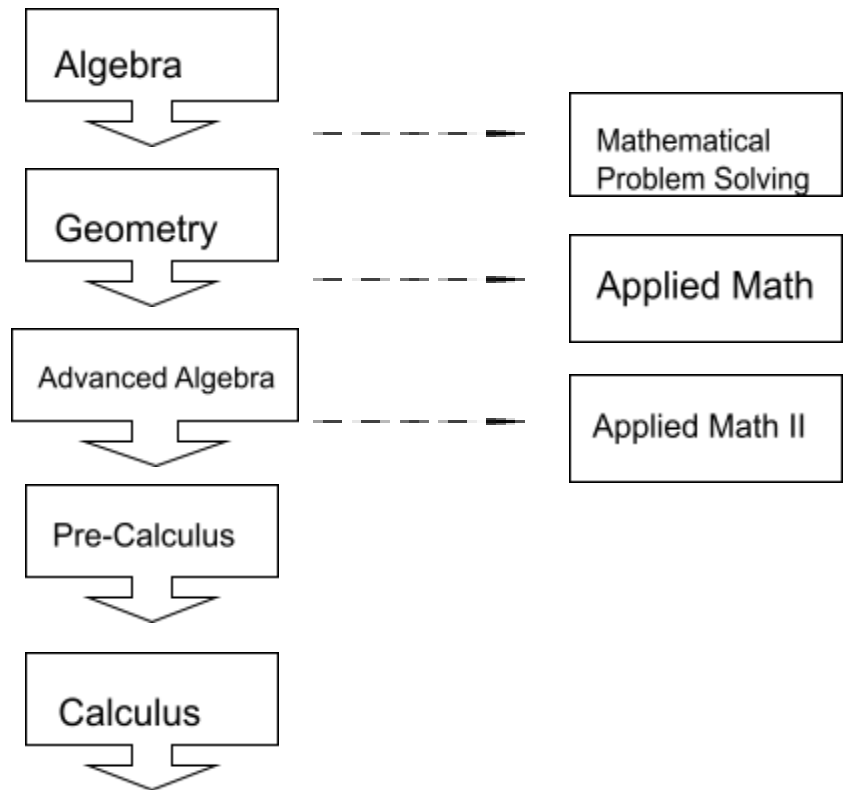 Algebra
Mathematical
Problem Solving
Geometry
Applied Math
Advanced Algebra
Applied Math II
Pre-Calculus
Calculus